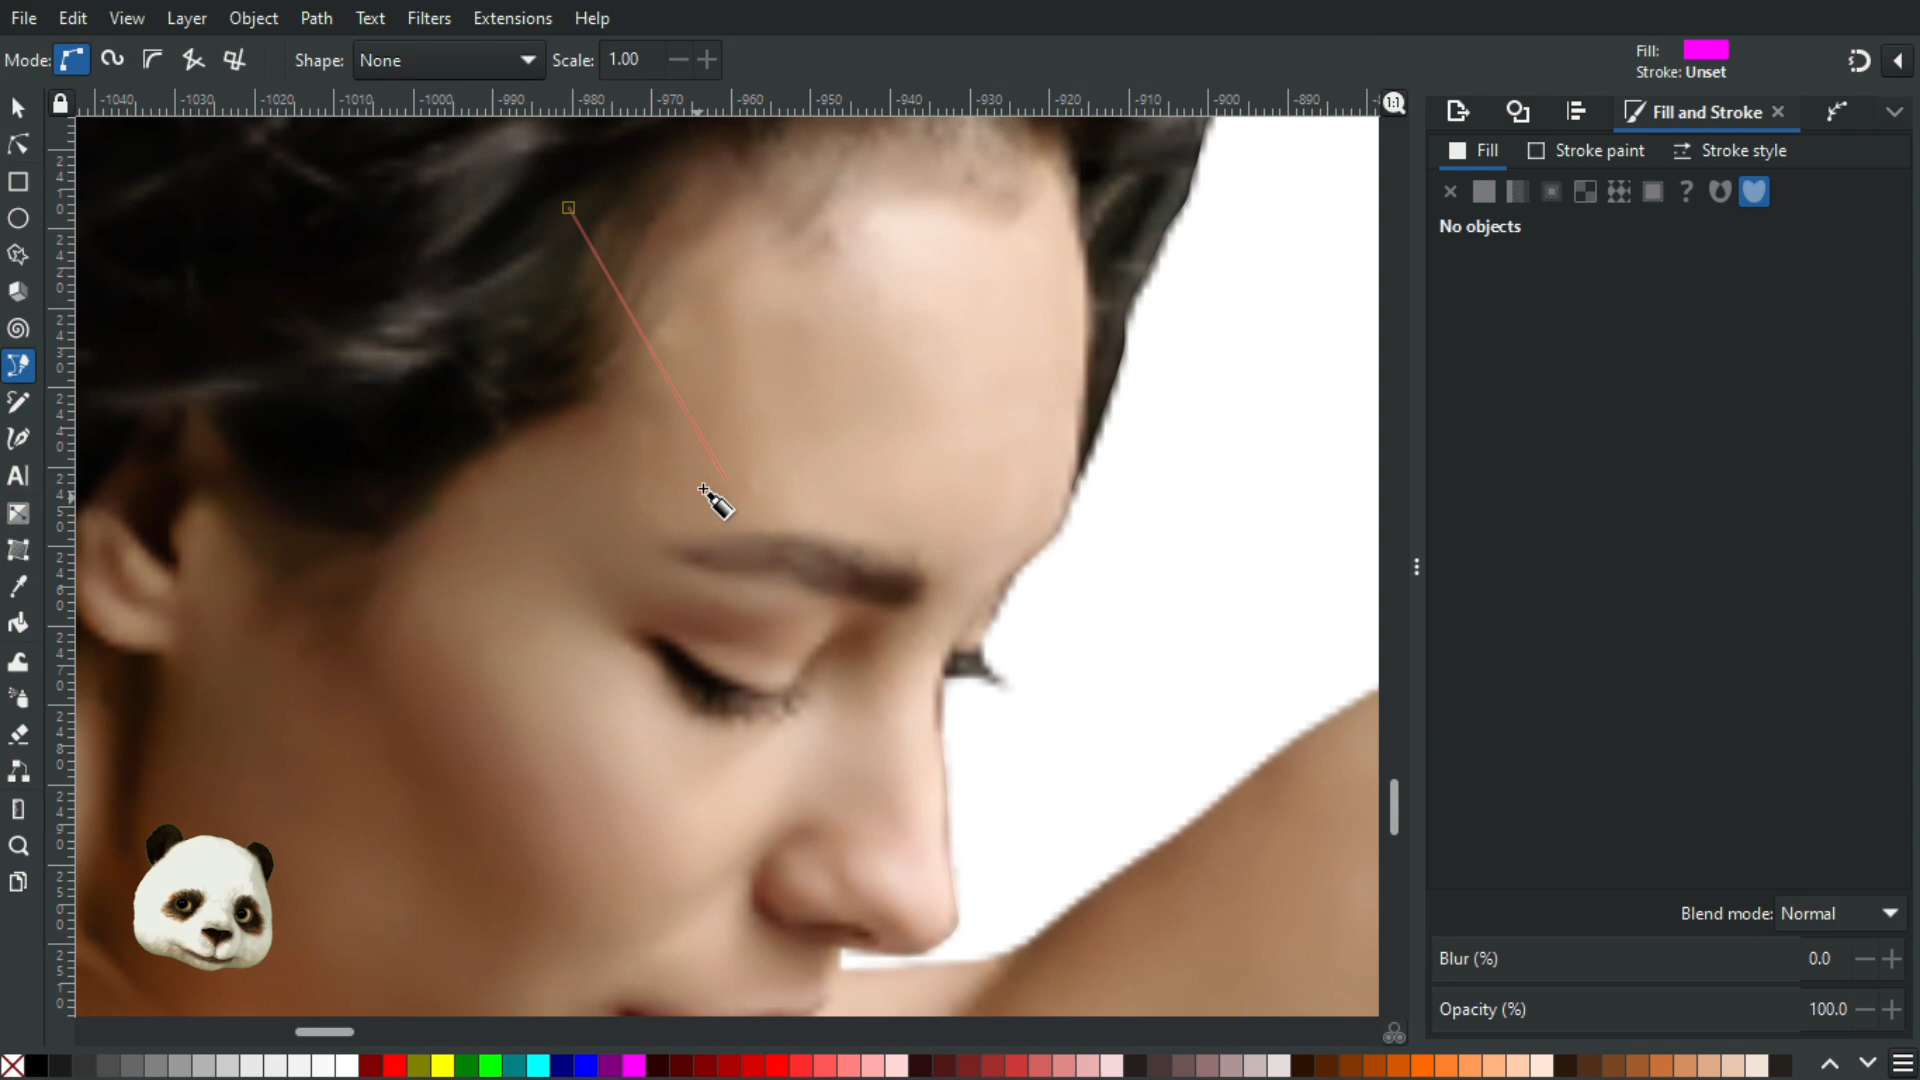 File Edit View Layer Object Path Text Filters Extensions Help
Mode: Shape: None Scale: 1.00
Fill:
Stroke: Unset
-1040 -1030 -1020 -1010 -1000 -990 -980 -970 -960 -950 -940 -930 -920 -910 -900 -890
1:1
Fill and Stroke
Fill Stroke paint Stroke style
No objects
Blend mode: Normal
Blur (%) 0.0
Opacity (%) 100.0